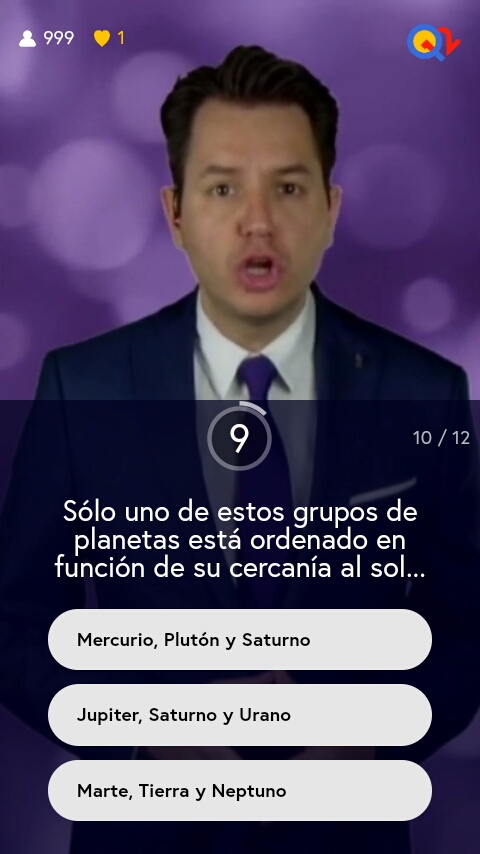 999 1
9
10 / 12
Sólo uno de estos grupos de
planetas está ordenado en
función de su cercanía al sol...
Mercurio, Plutón y Saturno
Jupiter, Saturno y Urano
Marte, Tierra y Neptuno